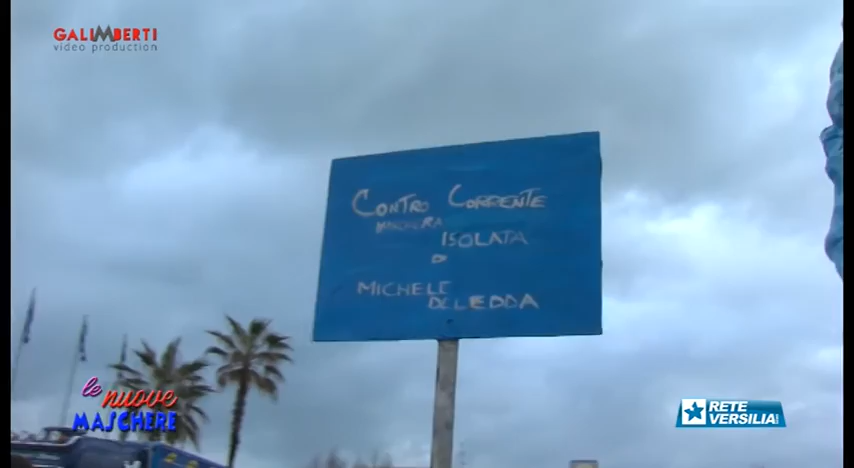 GALIMBERTI
video production
CONTRO CORRENTE
MASCHERA
ISOLATA
DI
MICHELE
DELEDDA
le
nuove
MASCHERE
RETE
VERSILIA